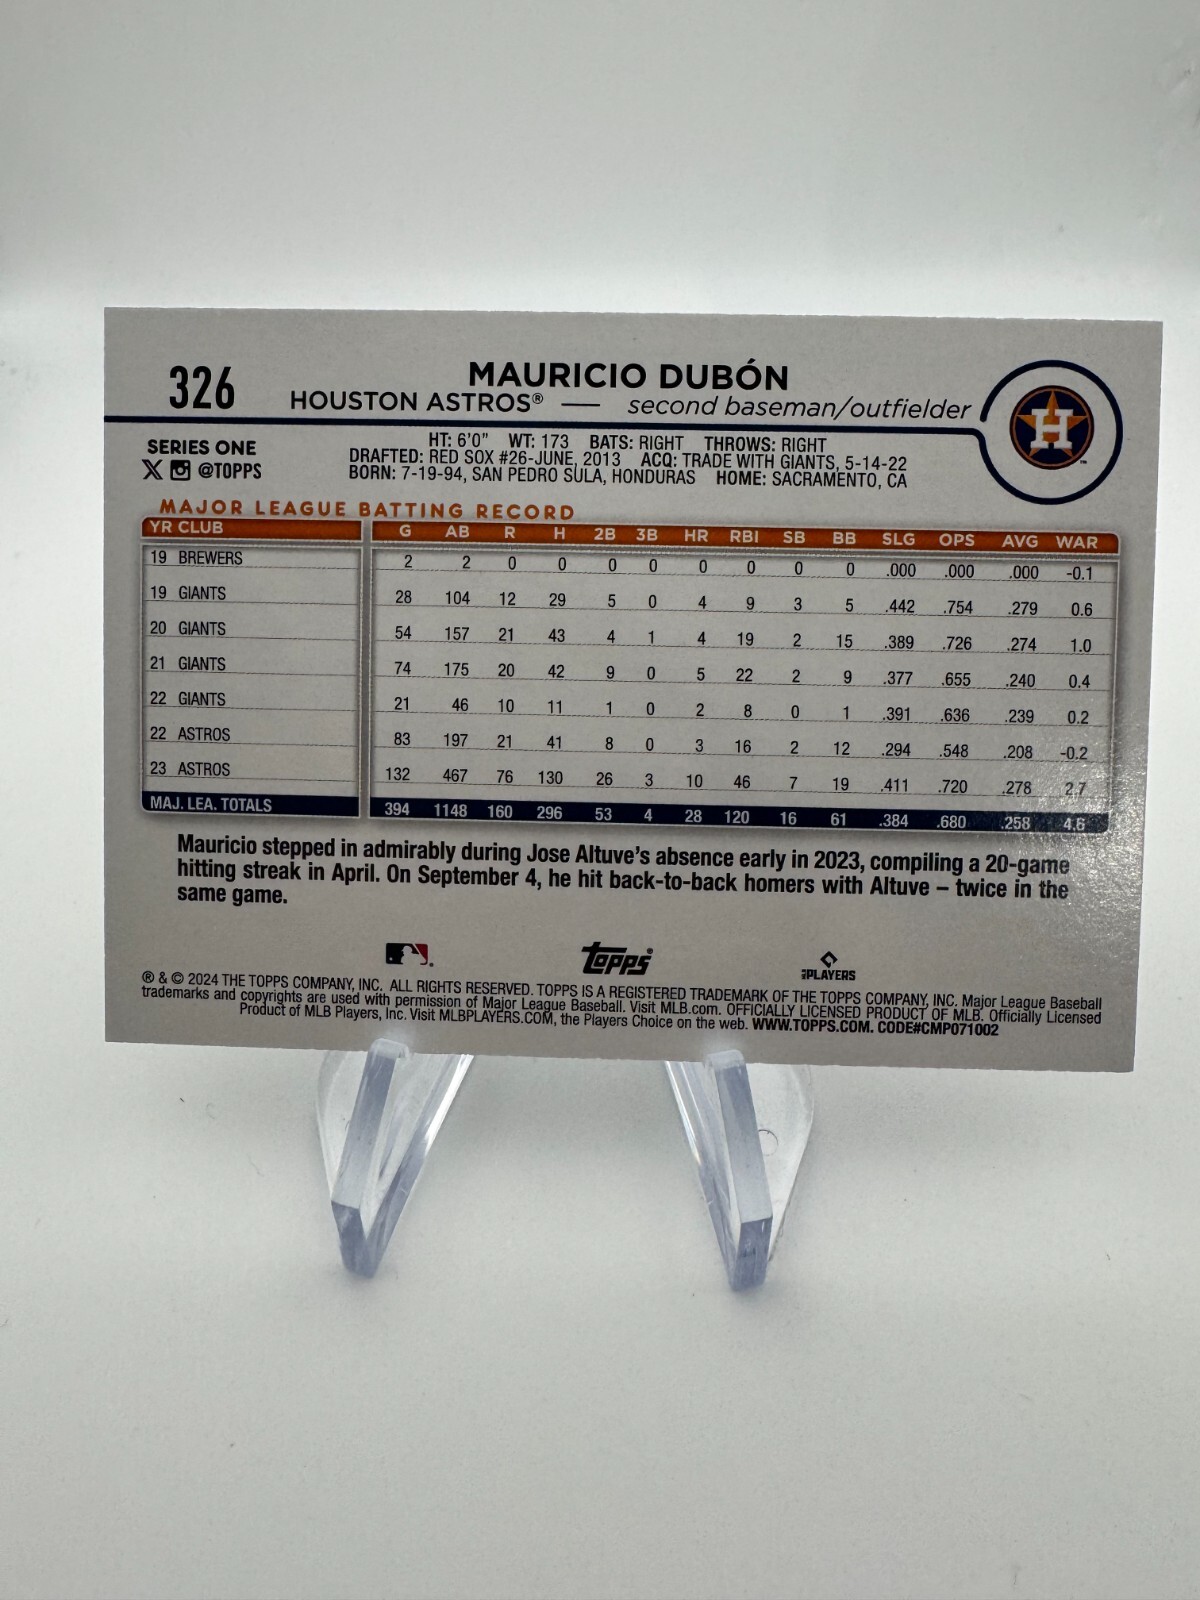 326
MAURICIO DUBÓN
HOUSTON ASTROS® — second baseman/outfielder
H
SERIES ONE
X @TOPPS
HT: 6'0" WT: 173 BATS: RIGHT THROWS: RIGHT
DRAFTED: RED SOX #26-JUNE, 2013 ACQ: TRADE WITH GIANTS, 5-14-22
BORN: 7-19-94, SAN PEDRO SULA, HONDURAS HOME: SACRAMENTO, CA
MAJOR LEAGUE BATTING RECORD
YR CLUB G AB R H 2B 3B HR RBI SB BB SLG OPS AVG WAR
19 BREWERS 2 2 0 0 0 0 0 0 0 0 .000 .000 .000 -0.1
19 GIANTS 28 104 12 29 5 0 4 9 3 5 .442 .754 .279 0.6
20 GIANTS 54 157 21 43 4 1 4 19 2 15 .389 .726 .274 1.0
21 GIANTS 74 175 20 42 9 0 5 22 2 9 .377 .655 .240 0.4
22 GIANTS 21 46 10 11 1 0 2 8 0 1 .391 .636 .239 0.2
22 ASTROS 83 197 21 41 8 0 3 16 2 12 .294 .548 .208 -0.2
23 ASTROS 132 467 76 130 26 3 10 46 7 19 .411 .720 .278 2.7
MAJ. LEA. TOTALS 394 1148 160 296 53 4 28 120 16 61 .384 .680 .258 4.6
Mauricio stepped in admirably during Jose Altuve's absence early in 2023, compiling a 20-game
hitting streak in April. On September 4, he hit back-to-back homers with Altuve – twice in the
same game.
Topps®
PLAYERS
® & © 2024 THE TOPPS COMPANY, INC. ALL RIGHTS RESERVED. TOPPS IS A REGISTERED TRADEMARK OF THE TOPPS COMPANY, INC. Major League Baseball
trademarks and copyrights are used with permission of Major League Baseball. Visit MLB.com. OFFICIALLY LICENSED PRODUCT OF MLB. Officially Licensed
Product of MLB Players, Inc. Visit MLBPLAYERS.COM, the Players Choice on the web. WWW.TOPPS.COM. CODE#CMP071002